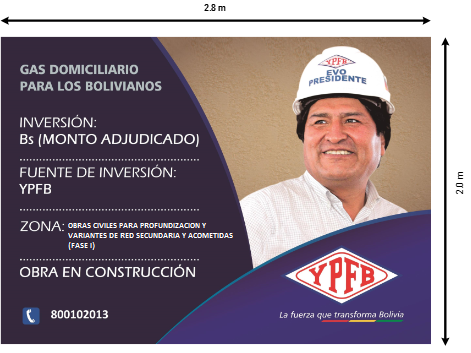 2.8 m
GAS DOMICILIARIO
PARA LOS BOLIVIANOS
INVERSIÓN:
Bs (MONTO ADJUDICADO)
FUENTE DE INVERSIÓN:
YPFB
ZONA: OBRAS CIVILES PARA PROFUNDIZACION Y
VARIANTES DE RED SECUNDARIA Y ACOMETIDAS
(FASE I)
OBRA EN CONSTRUCCIÓN
800102013
YPFB
EVO
PRESIDENTE
YPFB
La fuerza que transforma Bolivia
2.0 m